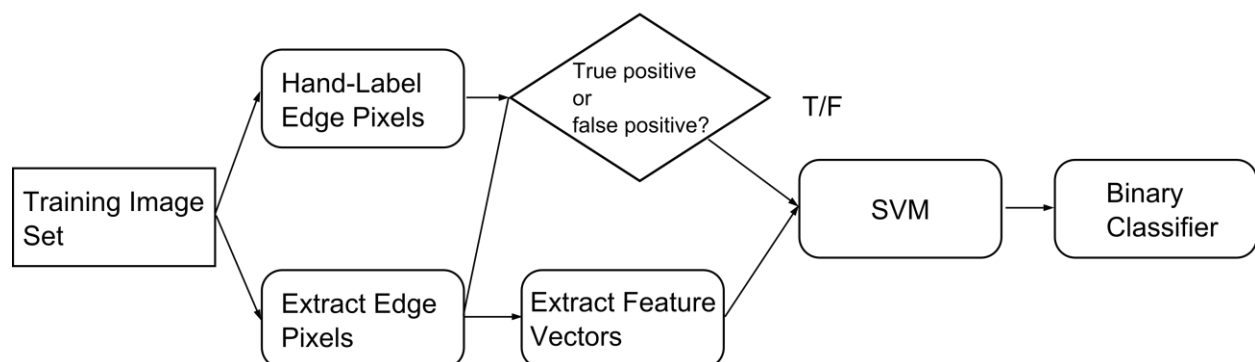 Training Image
Set
Hand-Label
Edge Pixels
Extract Edge
Pixels
True positive
or
false positive?
T/F
Extract Feature
Vectors
SVM
Binary
Classifier